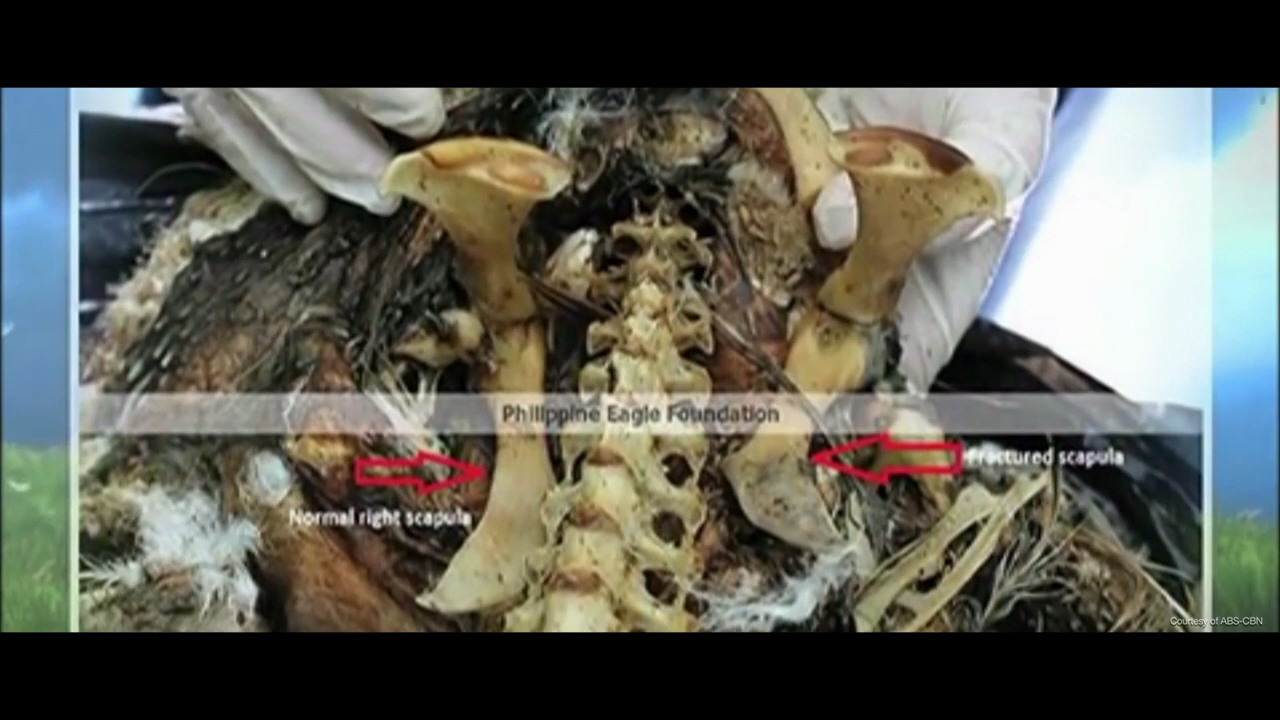 Philippine Eagle Foundation
Fractured scapula
Normal right scapula
Courtesy of ABS-CBN